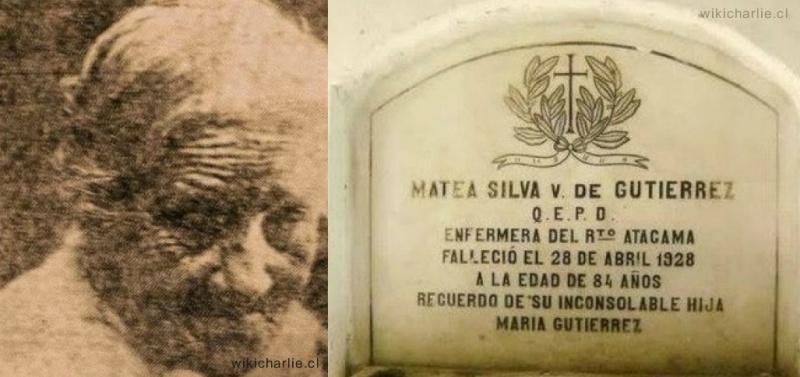 wikicharlie.cl
MATEA SILVA V. DE GUTIERREZ
Q.E.P.D.
ENFERMERA DEL RTO ATACAMA
FALLECIÓ EL 28 DE ABRIL 1928
A LA EDAD DE 84 AÑOS
RECUERDO DE SU INCONSOLABLE HIJA
MARIA GUTIERREZ
wikicharlie.cl